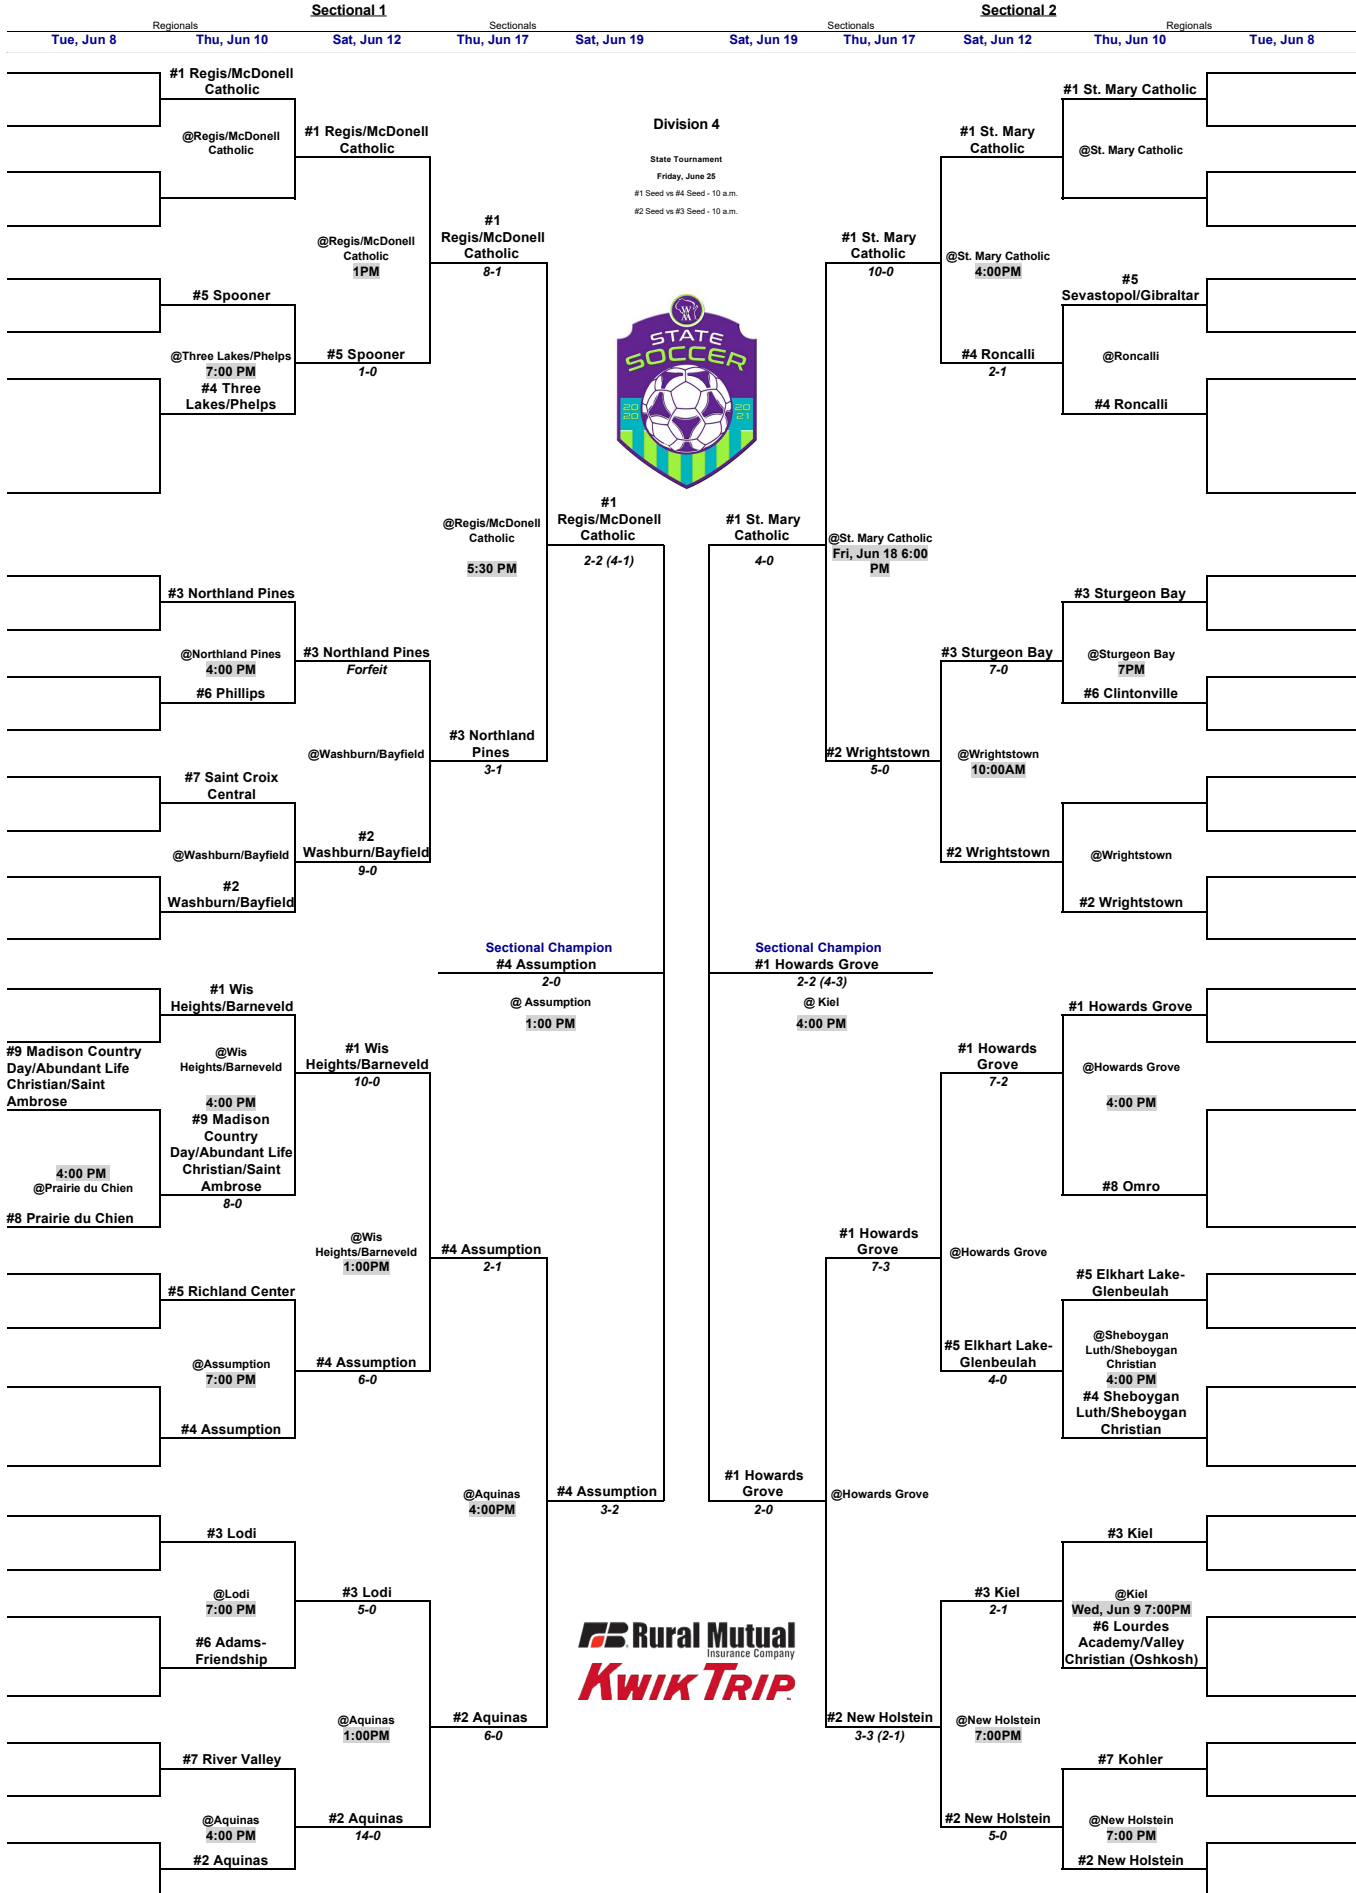 Sectional 1
Sectional 2
Regionals
Sectionals
Sectionals
Regionals
Tue, Jun 8
Thu, Jun 10
Sat, Jun 12
Thu, Jun 17
Sat, Jun 19
Sat, Jun 19
Thu, Jun 17
Sat, Jun 12
Thu, Jun 10
Tue, Jun 8
Division 4
State Tournament
Friday, June 25
#1 Seed vs #4 Seed - 10 a.m.
#2 Seed vs #3 Seed - 10 a.m.
WM
STATE
SOCCER
20
20
20
21
#1 Regis/McDonell
Catholic
@Regis/McDonell
Catholic
#1 Regis/McDonell
Catholic
@Regis/McDonell
Catholic
1PM
#1
Regis/McDonell
Catholic
8-1
#5 Spooner
@Three Lakes/Phelps
7:00 PM
#4 Three
Lakes/Phelps
#5 Spooner
1-0
@Regis/McDonell
Catholic
5:30 PM
#1
Regis/McDonell
Catholic
2-2 (4-1)
#3 Northland Pines
@Northland Pines
4:00 PM
#6 Phillips
#3 Northland Pines
Forfeit
@Washburn/Bayfield
#3 Northland
Pines
3-1
#7 Saint Croix
Central
@Washburn/Bayfield
#2
Washburn/Bayfield
#2
Washburn/Bayfield
9-0
Sectional Champion
#4 Assumption
2-0
@ Assumption
1:00 PM
#1 Wis
Heights/Barneveld
#9 Madison Country
Day/Abundant Life
Christian/Saint
Ambrose
4:00 PM
@Prairie du Chien
#8 Prairie du Chien
@Wis
Heights/Barneveld
4:00 PM
#9 Madison
Country
Day/Abundant Life
Christian/Saint
Ambrose
8-0
#1 Wis
Heights/Barneveld
10-0
@Wis
Heights/Barneveld
1:00PM
#4 Assumption
2-1
#5 Richland Center
@Assumption
7:00 PM
#4 Assumption
#4 Assumption
6-0
@Aquinas
4:00PM
#4 Assumption
3-2
#3 Lodi
@Lodi
7:00 PM
#6 Adams-
Friendship
#3 Lodi
5-0
@Aquinas
1:00PM
#2 Aquinas
6-0
#7 River Valley
@Aquinas
4:00 PM
#2 Aquinas
#2 Aquinas
14-0
#1 St. Mary Catholic
@St. Mary Catholic
#1 St. Mary
Catholic
@St. Mary Catholic
4:00PM
#1 St. Mary
Catholic
10-0
#5
Sevastopol/Gibraltar
@Roncalli
#4 Roncalli
#4 Roncalli
2-1
#1 St. Mary
Catholic
4-0
@St. Mary Catholic
Fri, Jun 18 6:00
PM
#3 Sturgeon Bay
@Sturgeon Bay
7PM
#6 Clintonville
#3 Sturgeon Bay
7-0
@Wrightstown
10:00AM
#2 Wrightstown
5-0
#2 Wrightstown
@Wrightstown
#2 Wrightstown
Sectional Champion
#1 Howards Grove
2-2 (4-3)
@ Kiel
4:00 PM
#1 Howards Grove
@Howards Grove
4:00 PM
#8 Omro
#1 Howards
Grove
7-2
@Howards Grove
#1 Howards
Grove
7-3
#5 Elkhart Lake-
Glenbeulah
@Sheboygan
Luth/Sheboygan
Christian
4:00 PM
#4 Sheboygan
Luth/Sheboygan
Christian
#5 Elkhart Lake-
Glenbeulah
4-0
#1 Howards
Grove
2-0
@Howards Grove
#3 Kiel
@Kiel
Wed, Jun 9 7:00PM
#6 Lourdes
Academy/Valley
Christian (Oshkosh)
#3 Kiel
2-1
@New Holstein
7:00PM
#2 New Holstein
3-3 (2-1)
#7 Kohler
@New Holstein
7:00 PM
#2 New Holstein
#2 New Holstein
5-0
Rural Mutual
Insurance Company
KWIK TRIP